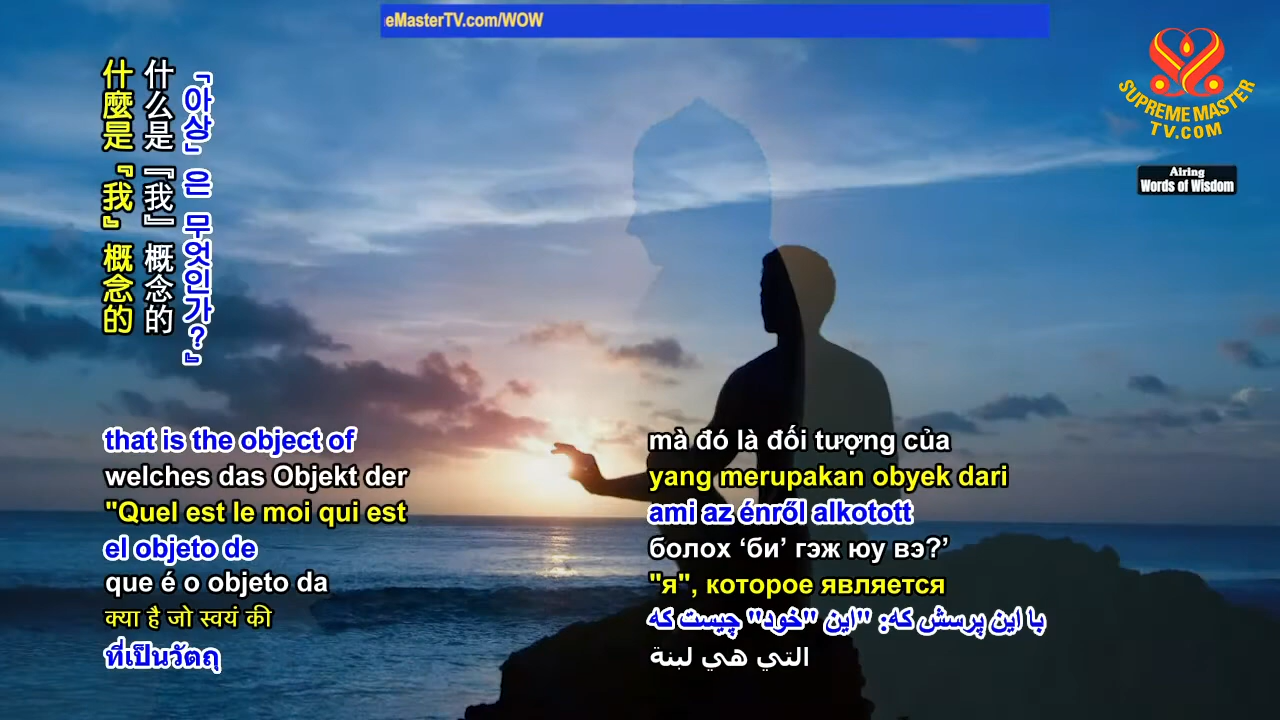 eMasterTV.com/WOW
SUPREME MASTER
TV.COM
Airing
Words of Wisdom
「아상」은 무엇인가?」
什么是『我』概念的
什麼是『我』概念的
that is the object of
welches das Objekt der
"Quel est le moi qui est
el objeto de
que é o objeto da
क्या है जो स्वयं की
ที่เป็นวัตถุ
mà đó là đối tượng của
yang merupakan obyek dari
ami az énről alkotott
болох ‘би’ гэж юу вэ?’
"я", которое является
با این پرسش که: "این "خود" چیست که
التي هي لبنة